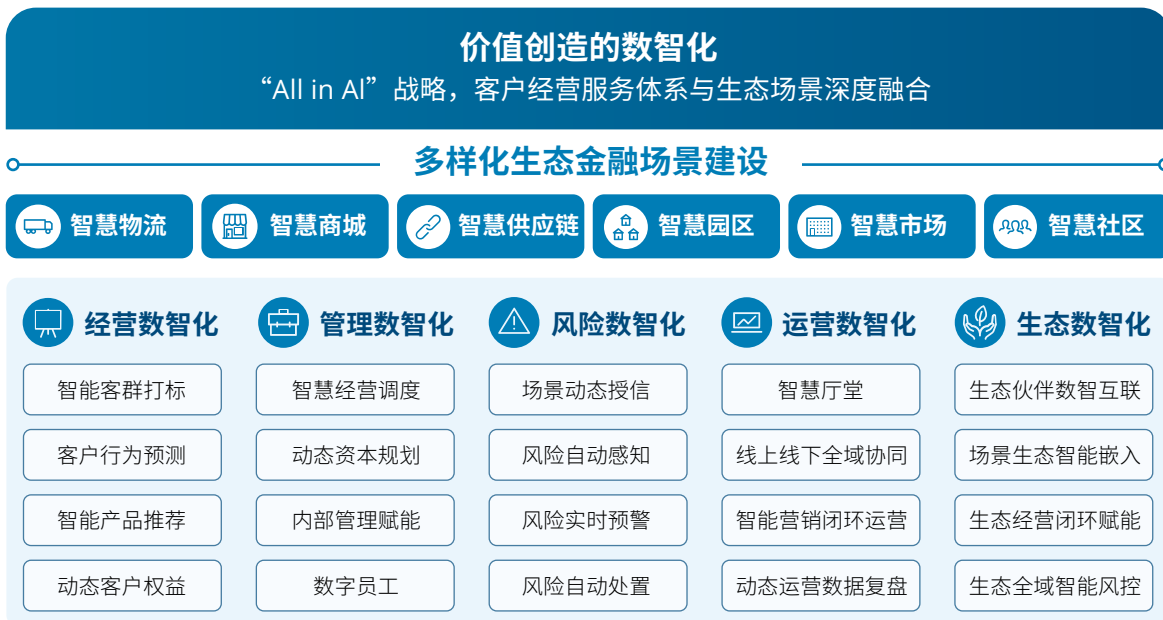 价值创造的数智化
“All in AI”战略，客户经营服务体系与生态场景深度融合
多样化生态金融场景建设
智慧物流 智慧商城 智慧供应链 智慧园区 智慧市场 智慧社区
经营数智化 管理数智化 风险数智化 运营数智化 生态数智化
智能客群打标 智慧经营调度 场景动态授信 智慧厅堂 生态伙伴数智互联
客户行为预测 动态资本规划 风险自动感知 线上线下全域协同 场景生态智能嵌入
智能产品推荐 内部管理赋能 风险实时预警 智能营销闭环运营 生态经营闭环赋能
动态客户权益 数字员工 风险自动处置 动态运营数据复盘 生态全域智能风控